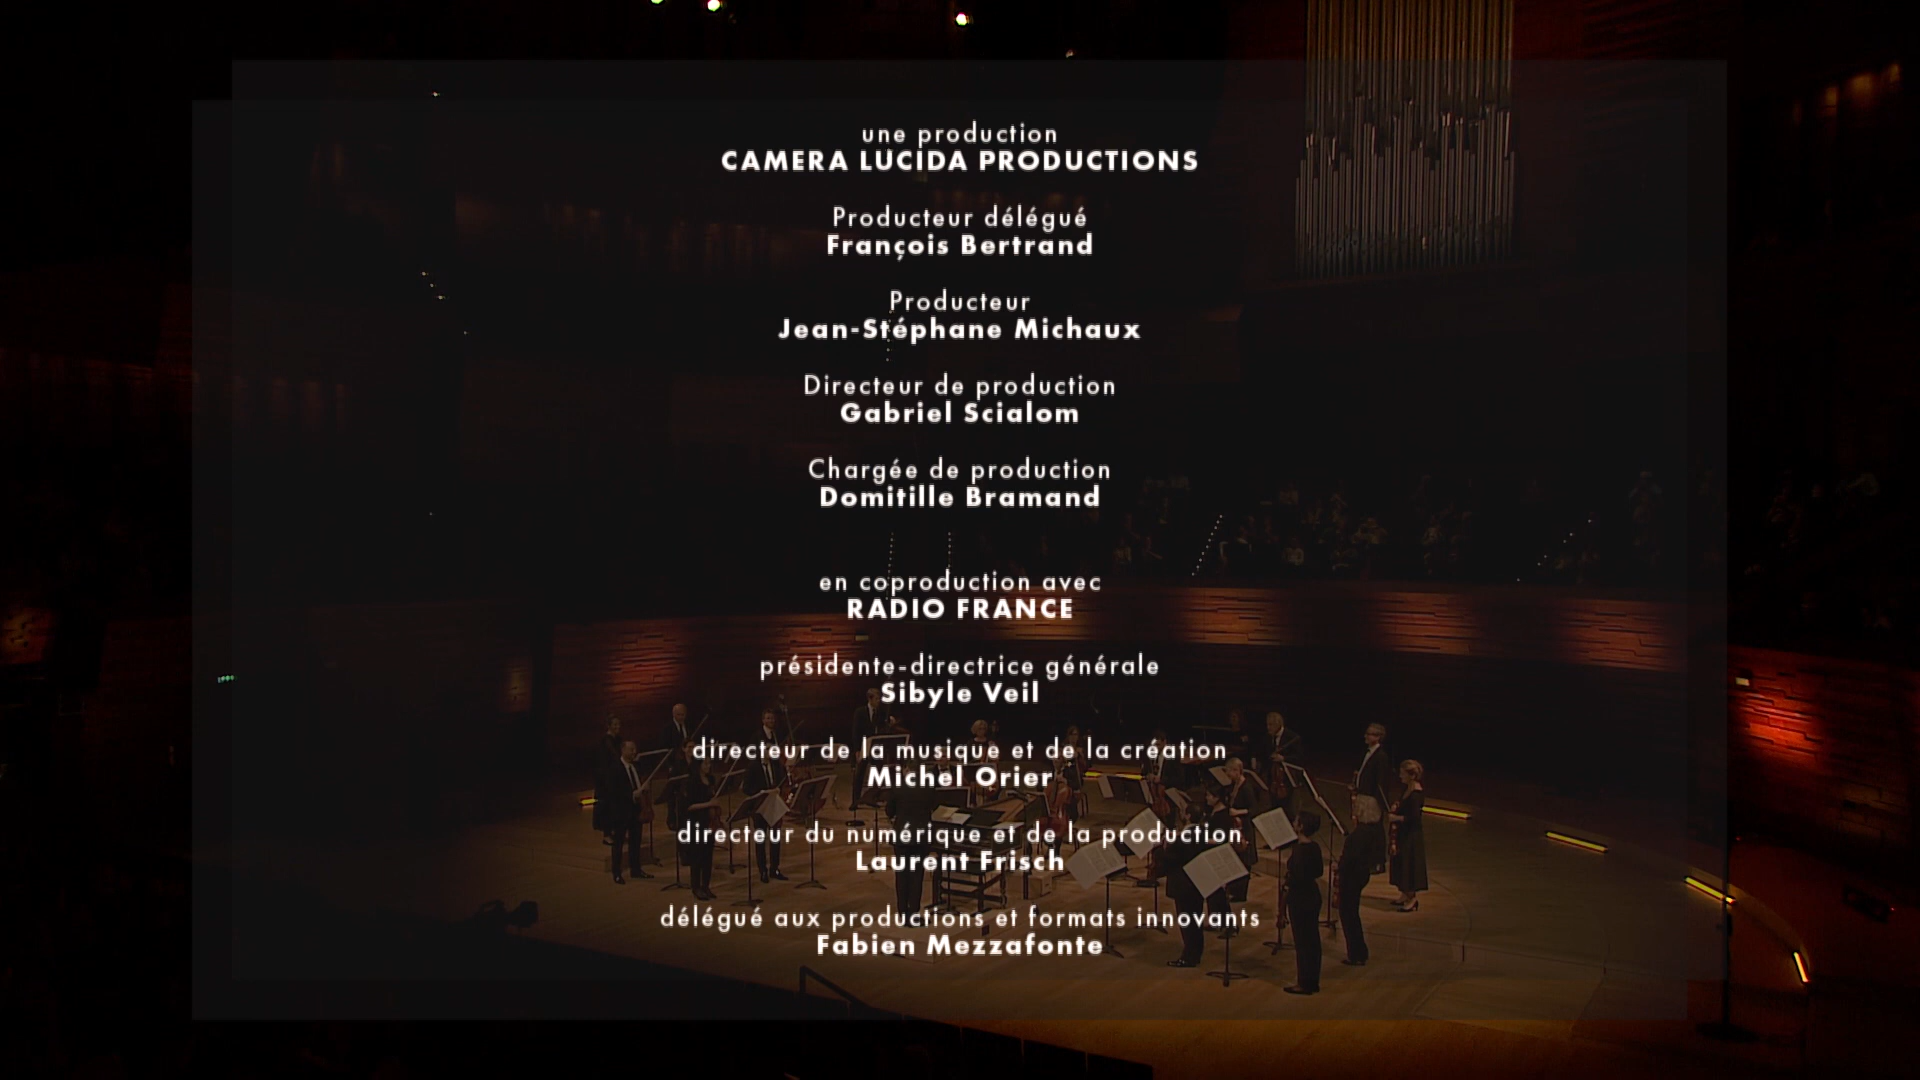 une production
CAMERA LUCIDA PRODUCTIONS
Producteur délégué
François Bertrand
Producteur
Jean-Stéphane Michaux
Directeur de production
Gabriel Scialom
Chargée de production
Domitille Bramand
en coproduction avec
RADIO FRANCE
présidente-directrice générale
Sibyle Veil
directeur de la musique et de la création
Michel Orier
directeur du numérique et de la production
Laurent Frisch
délégué aux productions et formats innovants
Fabien Mezzafonte